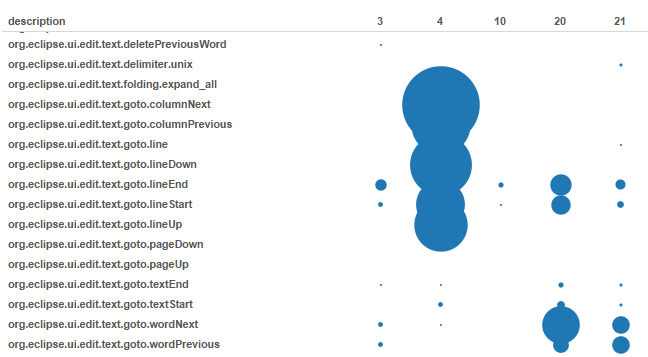 description 3 4 10 20 21
org.eclipse.ui.edit.text.deletePreviousWord
org.eclipse.ui.edit.text.delimiter.unix
org.eclipse.ui.edit.text.folding.expand_all
org.eclipse.ui.edit.text.goto.columnNext
org.eclipse.ui.edit.text.goto.columnPrevious
org.eclipse.ui.edit.text.goto.line
org.eclipse.ui.edit.text.goto.lineDown
org.eclipse.ui.edit.text.goto.lineEnd
org.eclipse.ui.edit.text.goto.lineStart
org.eclipse.ui.edit.text.goto.lineUp
org.eclipse.ui.edit.text.goto.pageDown
org.eclipse.ui.edit.text.goto.pageUp
org.eclipse.ui.edit.text.goto.textEnd
org.eclipse.ui.edit.text.goto.textStart
org.eclipse.ui.edit.text.goto.wordNext
org.eclipse.ui.edit.text.goto.wordPrevious